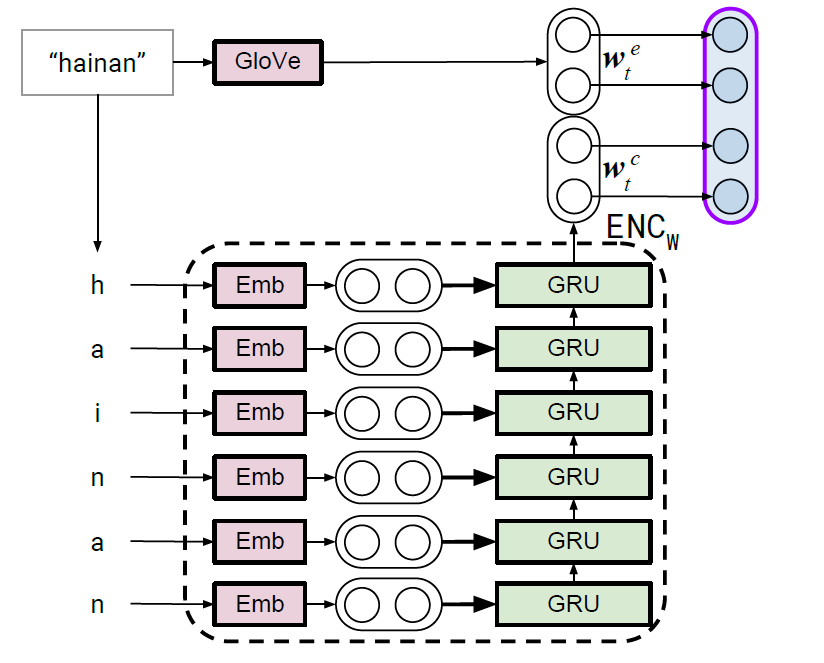 “hainan” GloVe w_t^e
w_t^c
ENC_W
h Emb GRU
a Emb GRU
i Emb GRU
n Emb GRU
a Emb GRU
n Emb GRU